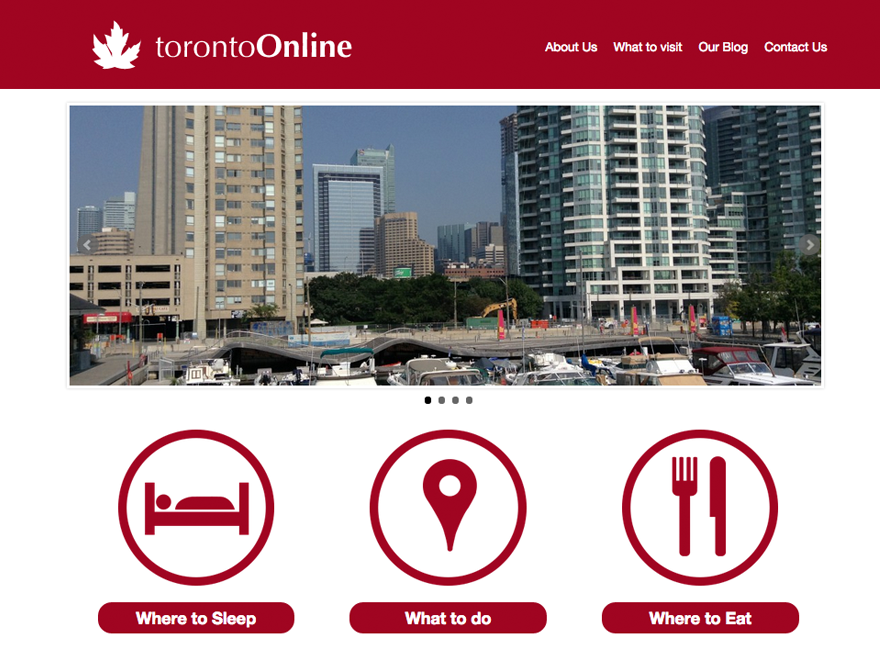 torontoOnline
About Us What to visit Our Blog Contact Us
Where to Sleep What to do Where to Eat